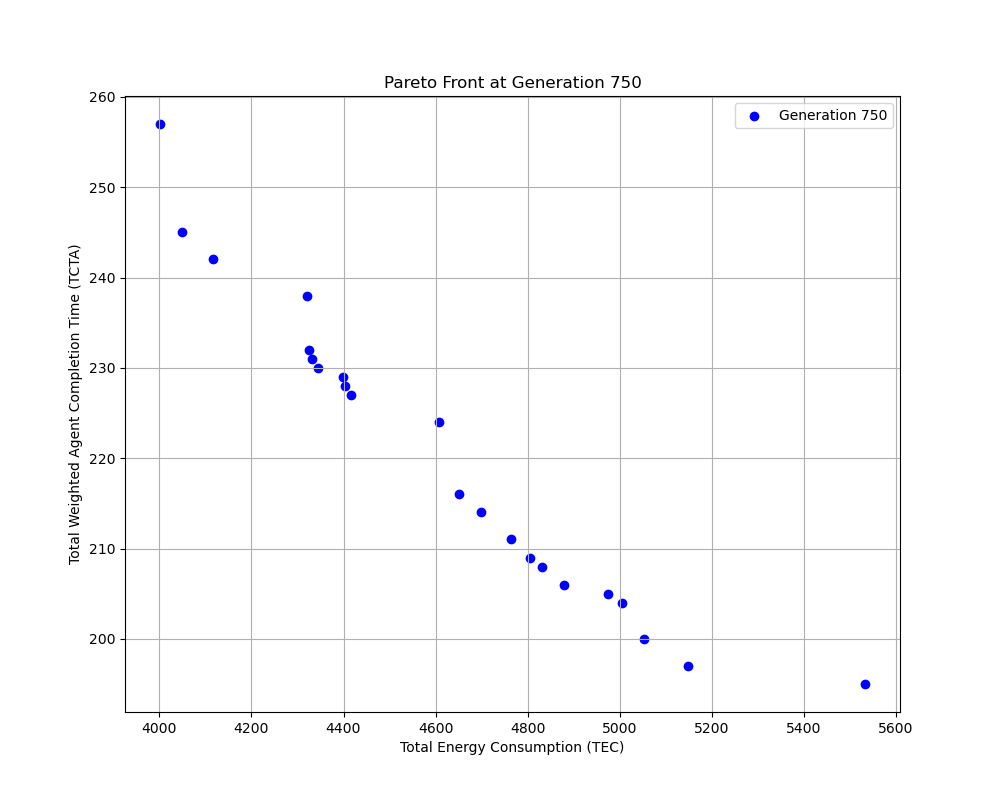 Pareto Front at Generation 750
Generation 750
Total Weighted Agent Completion Time (TCTA)
260
250
240
230
220
210
200
4000 4200 4400 4600 4800 5000 5200 5400 5600
Total Energy Consumption (TEC)